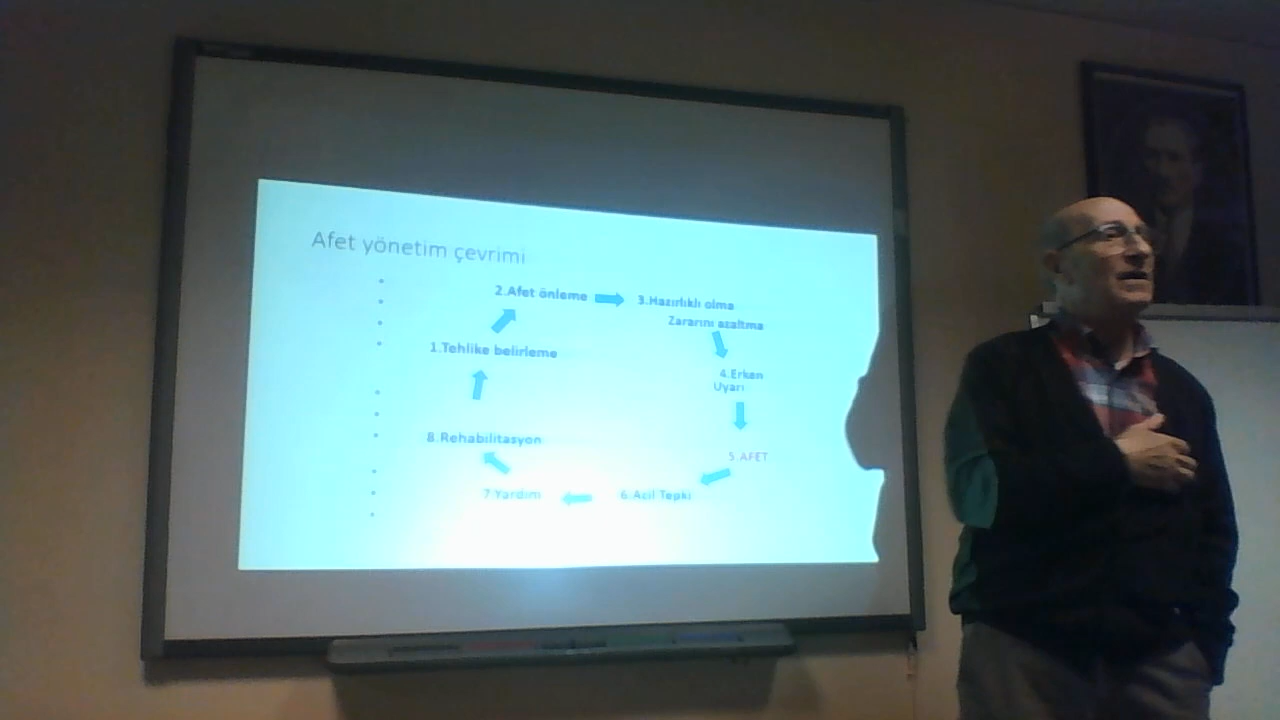 Afet yönetim çevrimi
2.Afet önleme
3.Hazırlıklı olma
Zararını azaltma
1.Tehlike belirleme
4.Erken
Uyarı
8.Rehabilitasyon
5.AFET
7.Yardım
6.Acil Tepki